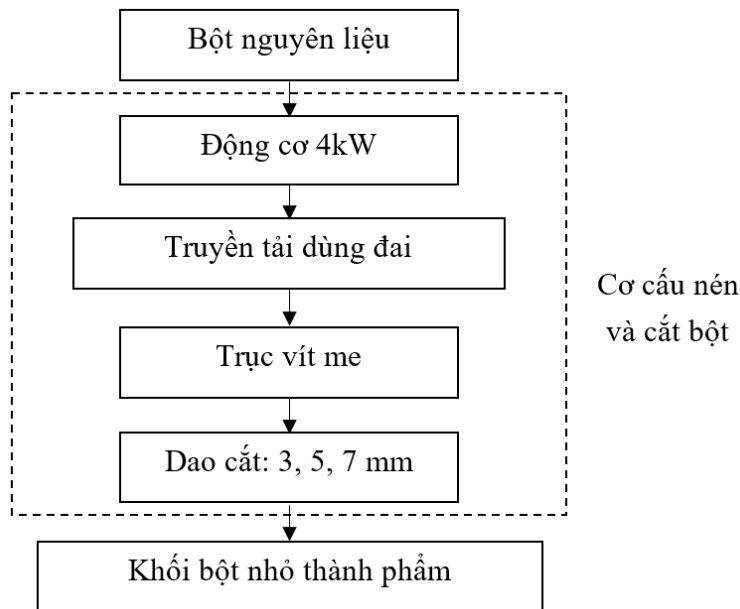 Bột nguyên liệu
Động cơ 4kW
Truyền tải dùng đai
Trục vít me
Dao cắt: 3, 5, 7 mm
Khối bột nhỏ thành phẩm
Cơ cấu nén
và cắt bột